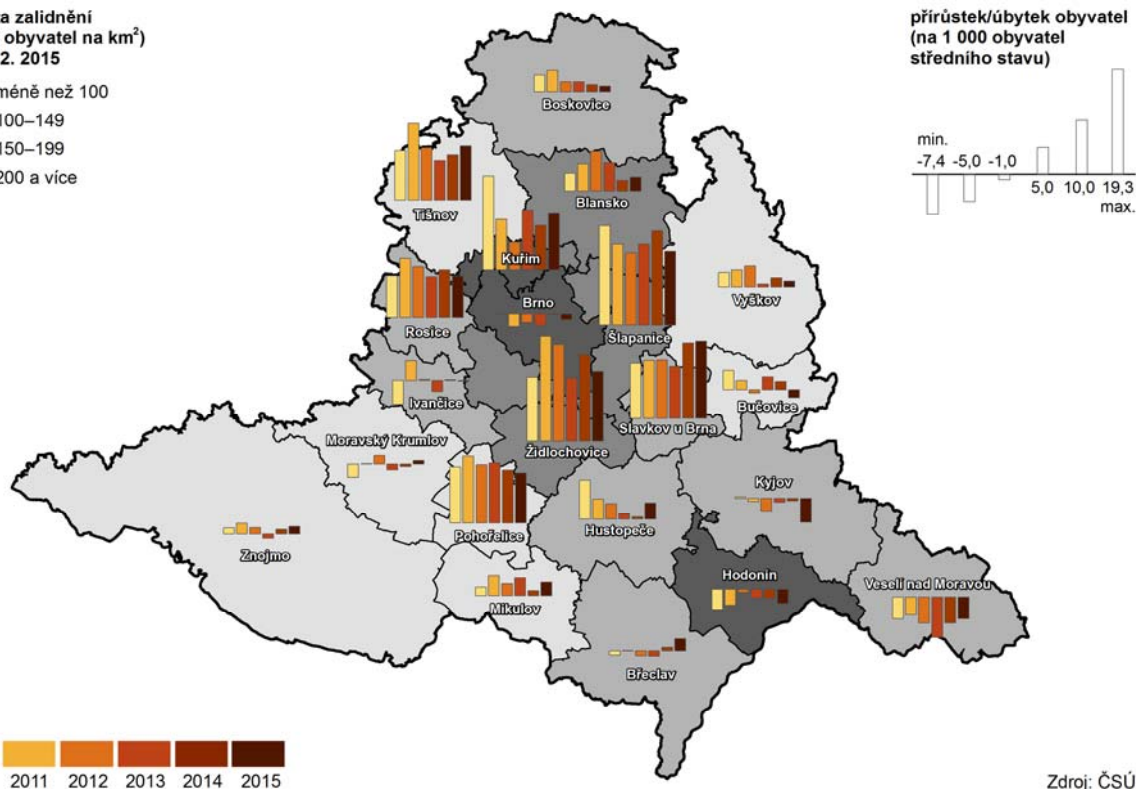 a zalidnění
obyvatel na km²)
2. 2015
méně než 100
100–149
150–199
200 a více
přírůstek/úbytek obyvatel
(na 1 000 obyvatel
středního stavu)
min.
-7,4 -5,0 -1,0
5,0 10,0 19,3
max.
Boskovice
Tišnov
Blansko
Kuřim
Vyškov
Brno
Rosice
Šlapanice
Ivančice
Bučovice
Slavkov u Brna
Moravský Krumlov
Židlochovice
Kyjov
Hustopeče
Pohořelice
Znojmo
Hodonín
Veselí nad Moravou
Mikulov
Břeclav
2011 2012 2013 2014 2015
Zdroj: ČSÚ